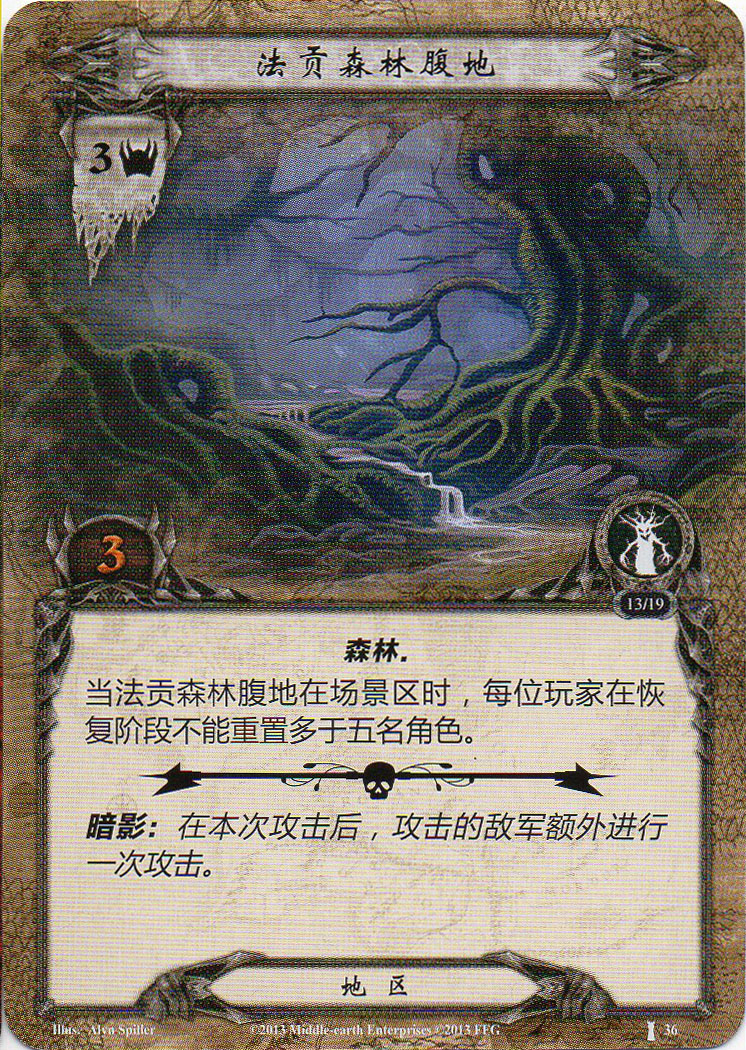 法贡森林腹地
3
3
13/19
森林.
当法贡森林腹地在场景区时，每位玩家在恢
复阶段不能重置多于五名角色。
暗影：在本次攻击后，攻击的敌军额外进行
一次攻击。
地区
Illus. Alyn Spiller
©2013 Middle-earth Enterprises ©2013 FFG
36